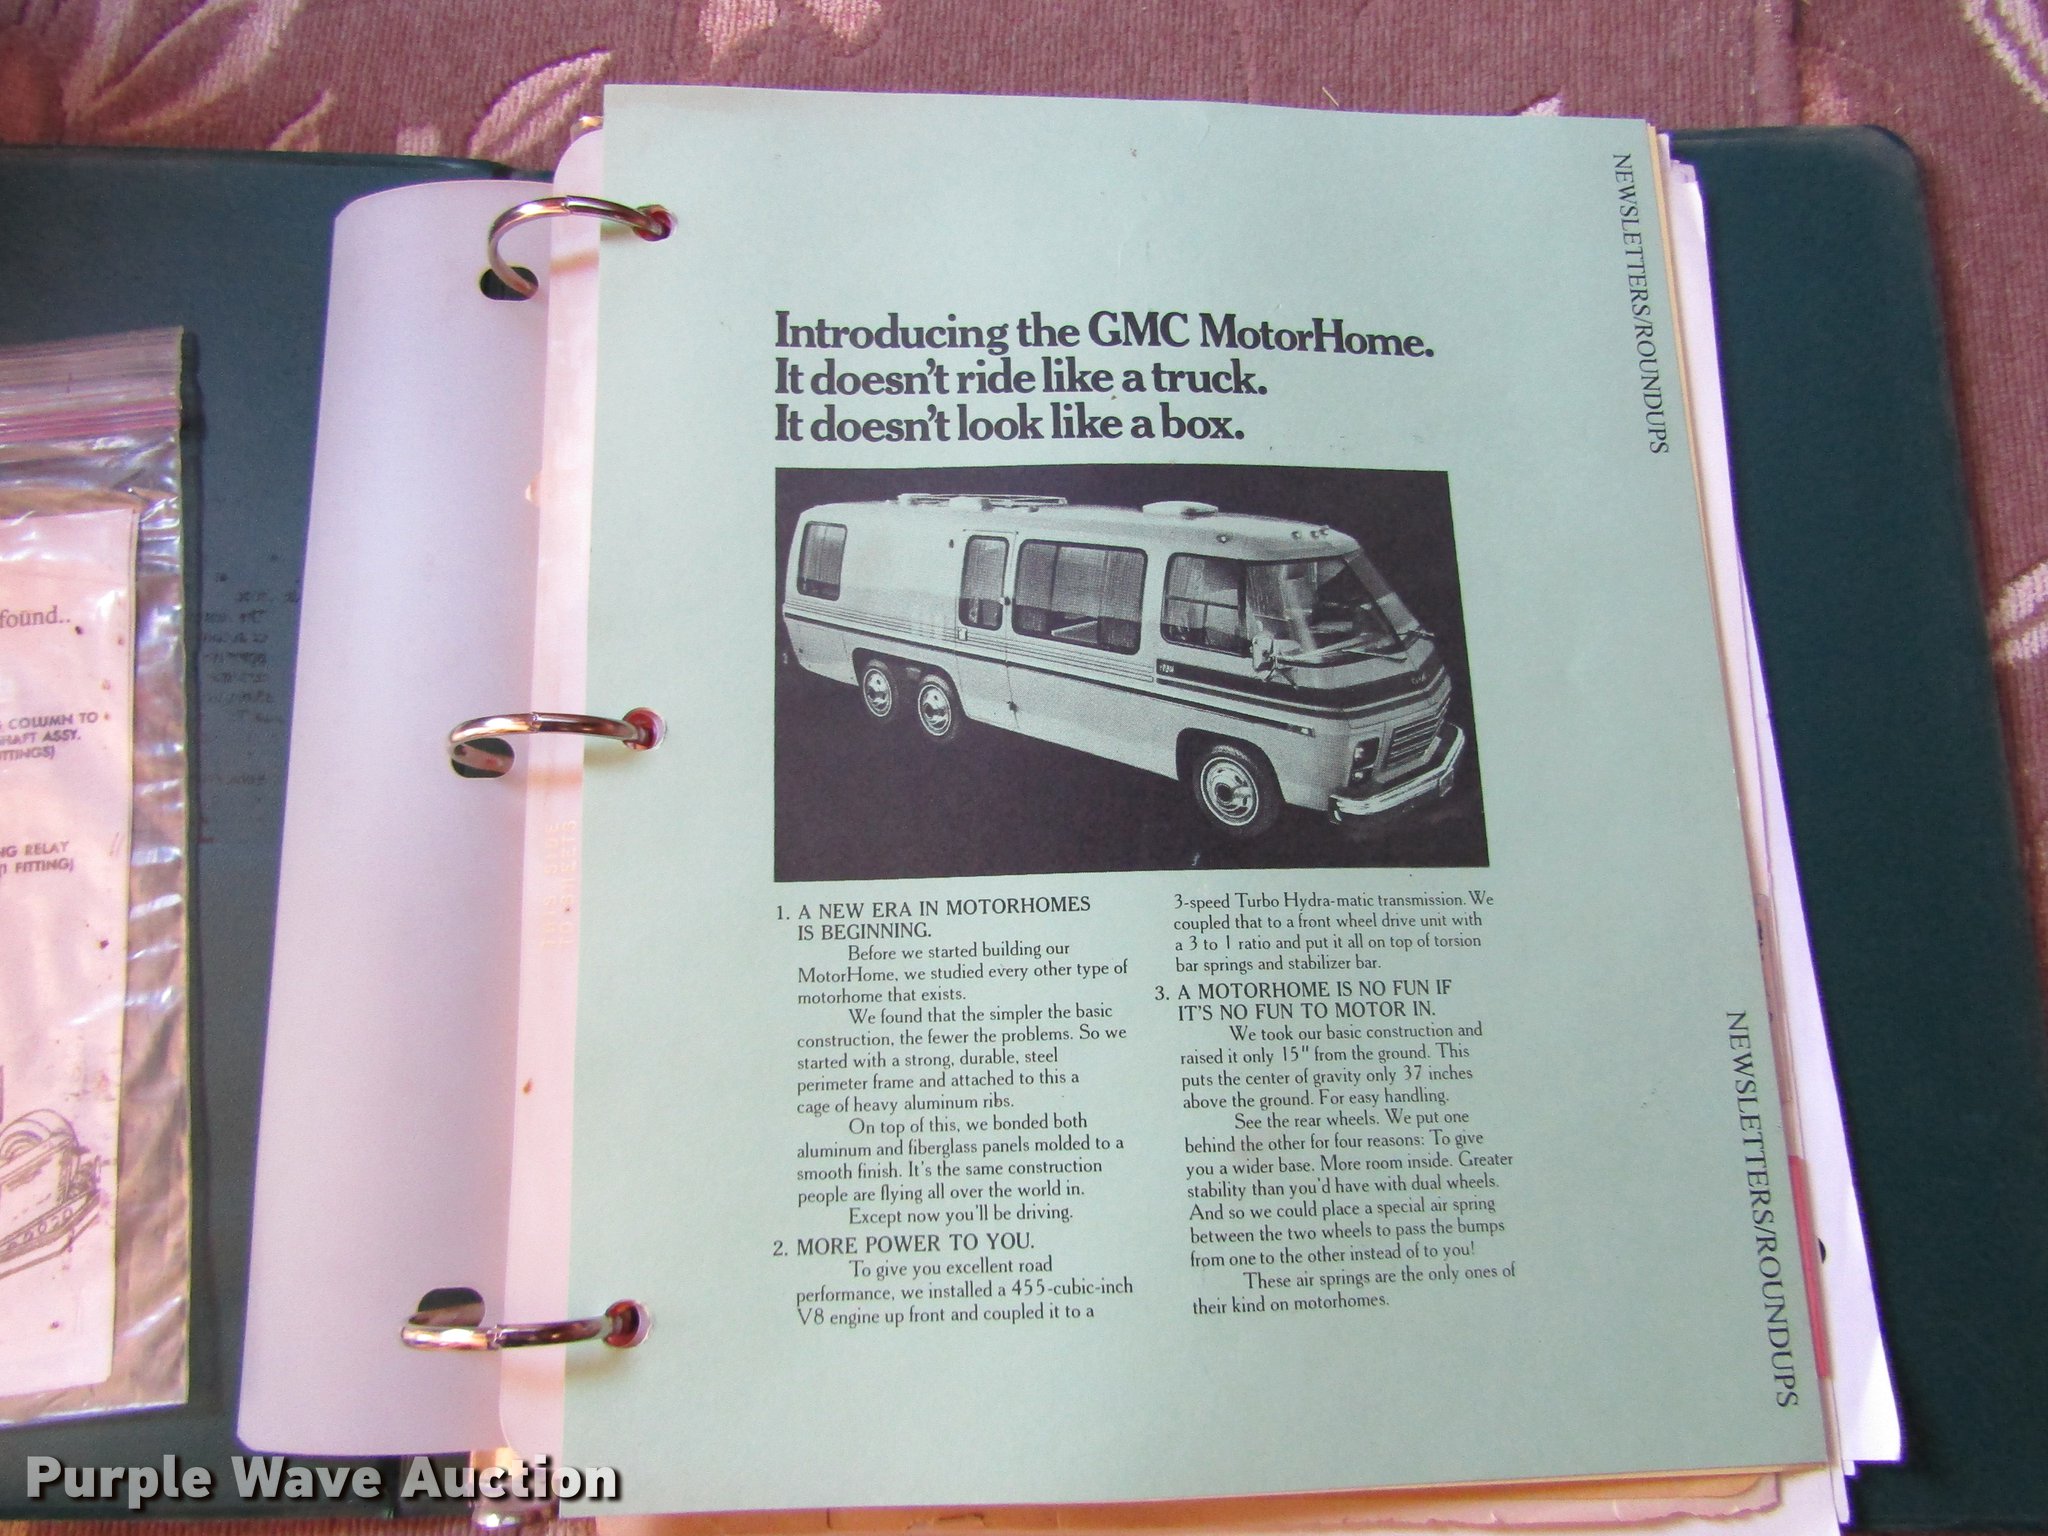 NEWSLETTERS/ROUNDUPS
Introducing the GMC MotorHome.
It doesn't ride like a truck.
It doesn't look like a box.
1. A NEW ERA IN MOTORHOMES
IS BEGINNING.
Before we started building our
MotorHome, we studied every other type of
motorhome that exists.
We found that the simpler the basic
construction, the fewer the problems. So we
started with a strong, durable, steel
perimeter frame and attached to this a
cage of heavy aluminum ribs.
On top of this, we bonded both
aluminum and fiberglass panels molded to a
smooth finish. It's the same construction
people are flying all over the world in.
Except now you'll be driving.
2. MORE POWER TO YOU.
To give you excellent road
performance, we installed a 455-cubic-inch
V8 engine up front and coupled it to a
3-speed Turbo Hydra-matic transmission. We
coupled that to a front wheel drive unit with
a 3 to 1 ratio and put it all on top of torsion
bar springs and stabilizer bar.
3. A MOTORHOME IS NO FUN IF
IT'S NO FUN TO MOTOR IN.
We took our basic construction and
raised it only 15" from the ground. This
puts the center of gravity only 37 inches
above the ground. For easy handling.
See the rear wheels. We put one
behind the other for four reasons: To give
you a wider base. More room inside. Greater
stability than you'd have with dual wheels.
And so we could place a special air spring
between the two wheels to pass the bumps
from one to the other instead of to you!
These air springs are the only ones of
their kind on motorhomes.
NEWSLETTERS/ROUNDUPS
found..
COLUMN TO
ASSY.
RELAY
FITTING)
Purple Wave Auction